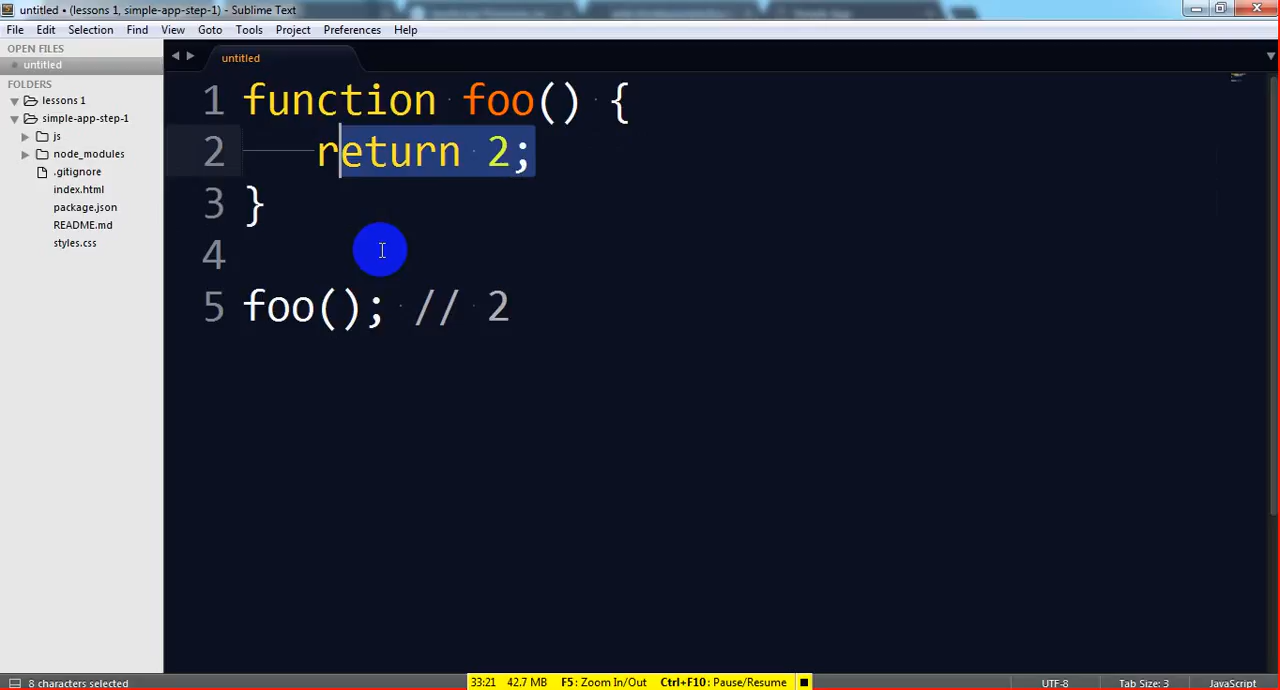 untitled • (lessons 1, simple-app-step-1) - Sublime Text
File Edit Selection Find View Goto Tools Project Preferences Help
OPEN FILES
untitled
FOLDERS
lessons 1
simple-app-step-1
js
node_modules
.gitignore
index.html
package.json
README.md
styles.css
untitled
1 function foo() {
2 return 2;
3 }
4
5 foo(); // 2
8 characters selected
33:21 42.7 MB F5: Zoom In/Out Ctrl+F10: Pause/Resume
UTF-8 Tab Size: 3 JavaScript